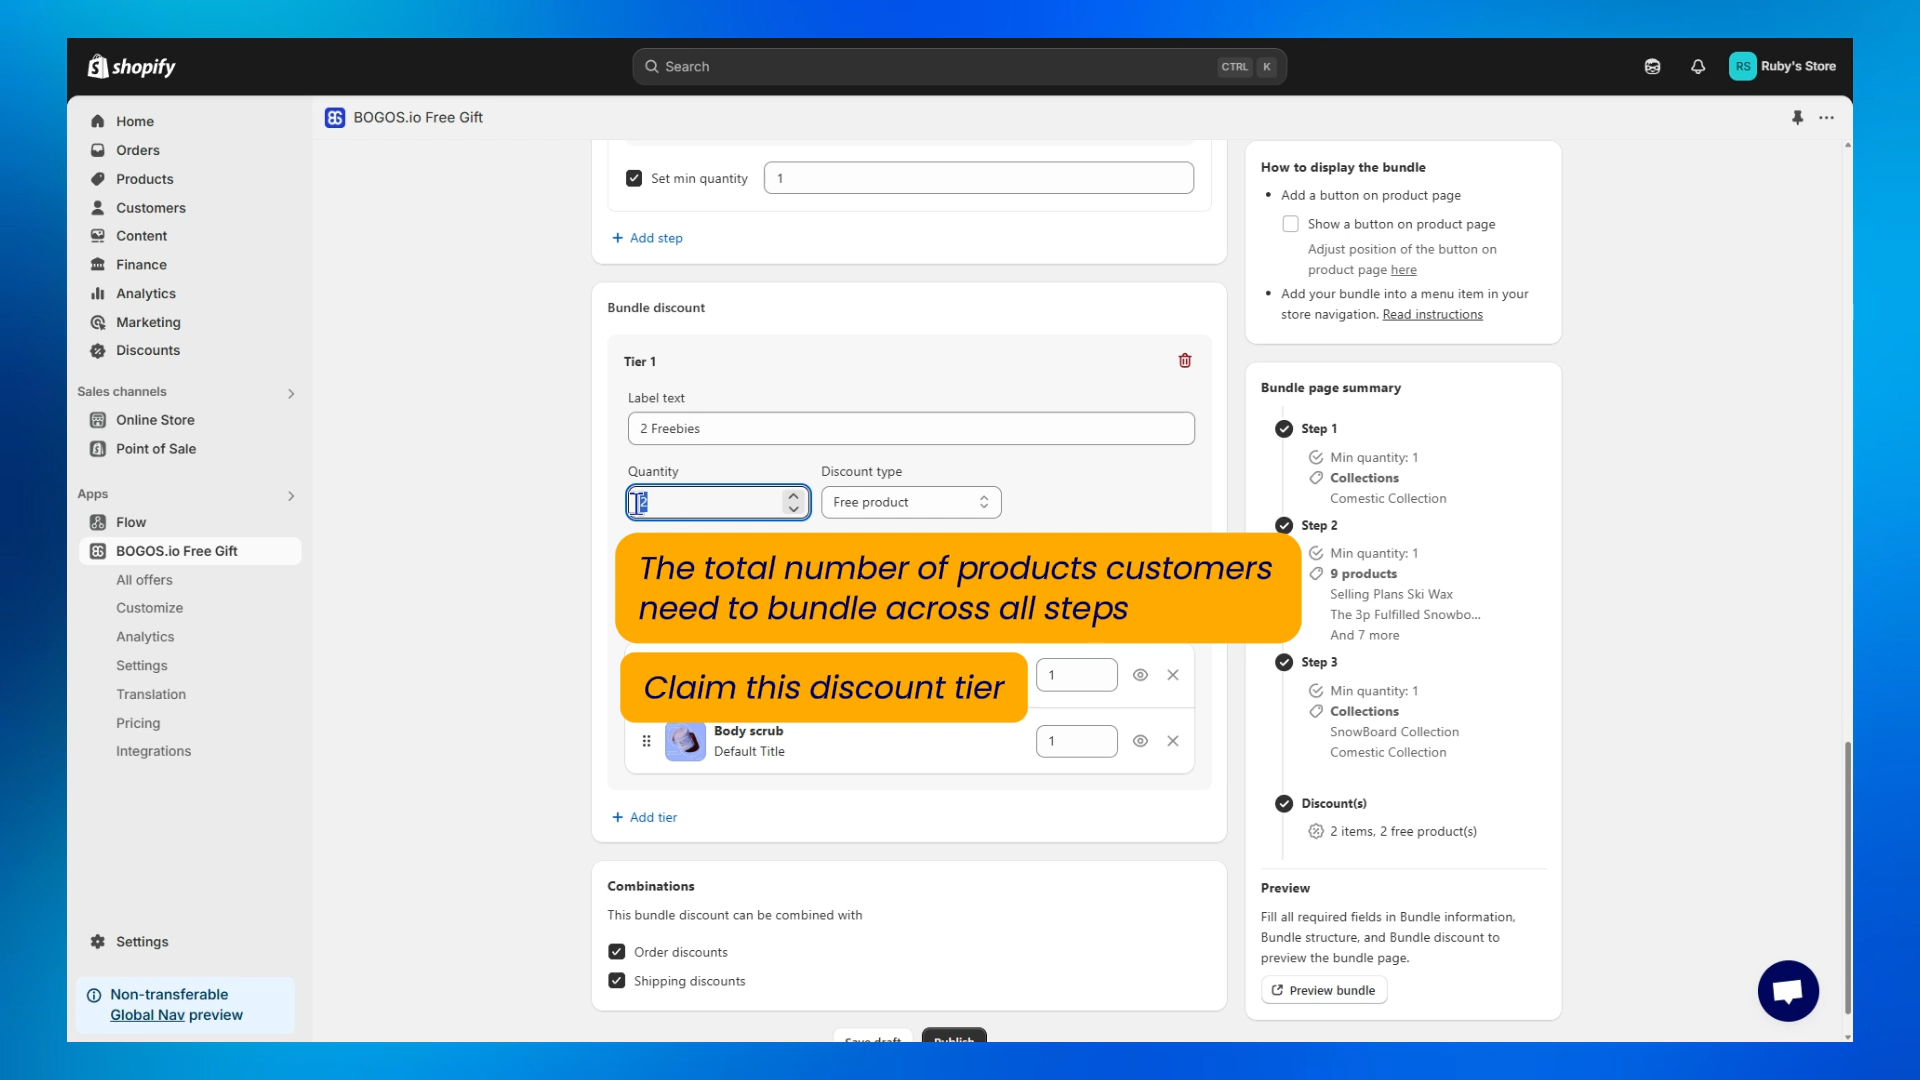 shopify
Search
CTRL K
RS Ruby's Store
BOGOS.io Free Gift
Home
Orders
Products
Customers
Content
Finance
Analytics
Marketing
Discounts
Sales channels
Online Store
Point of Sale
Apps
Flow
BOGOS.io Free Gift
All offers
Customize
Analytics
Settings
Translation
Pricing
Integrations
Settings
Non-transferable
Global Nav preview
Set min quantity
1
+ Add step
Bundle discount
Tier 1
Label text
2 Freebies
Quantity
Discount type
2
Free product
The total number of products customers
need to bundle across all steps
Claim this discount tier
1
Body scrub
Default Title
1
+ Add tier
Combinations
This bundle discount can be combined with
Order discounts
Shipping discounts
Save draft
Publish
How to display the bundle
• Add a button on product page
Show a button on product page
Adjust position of the button on
product page here
• Add your bundle into a menu item in your
store navigation. Read instructions
Bundle page summary
Step 1
Min quantity: 1
Collections
Comestic Collection
Step 2
Min quantity: 1
9 products
Selling Plans Ski Wax
The 3p Fulfilled Snowbo...
And 7 more
Step 3
Min quantity: 1
Collections
SnowBoard Collection
Comestic Collection
Discount(s)
2 items, 2 free product(s)
Preview
Fill all required fields in Bundle information,
Bundle structure, and Bundle discount to
preview the bundle page.
Preview bundle